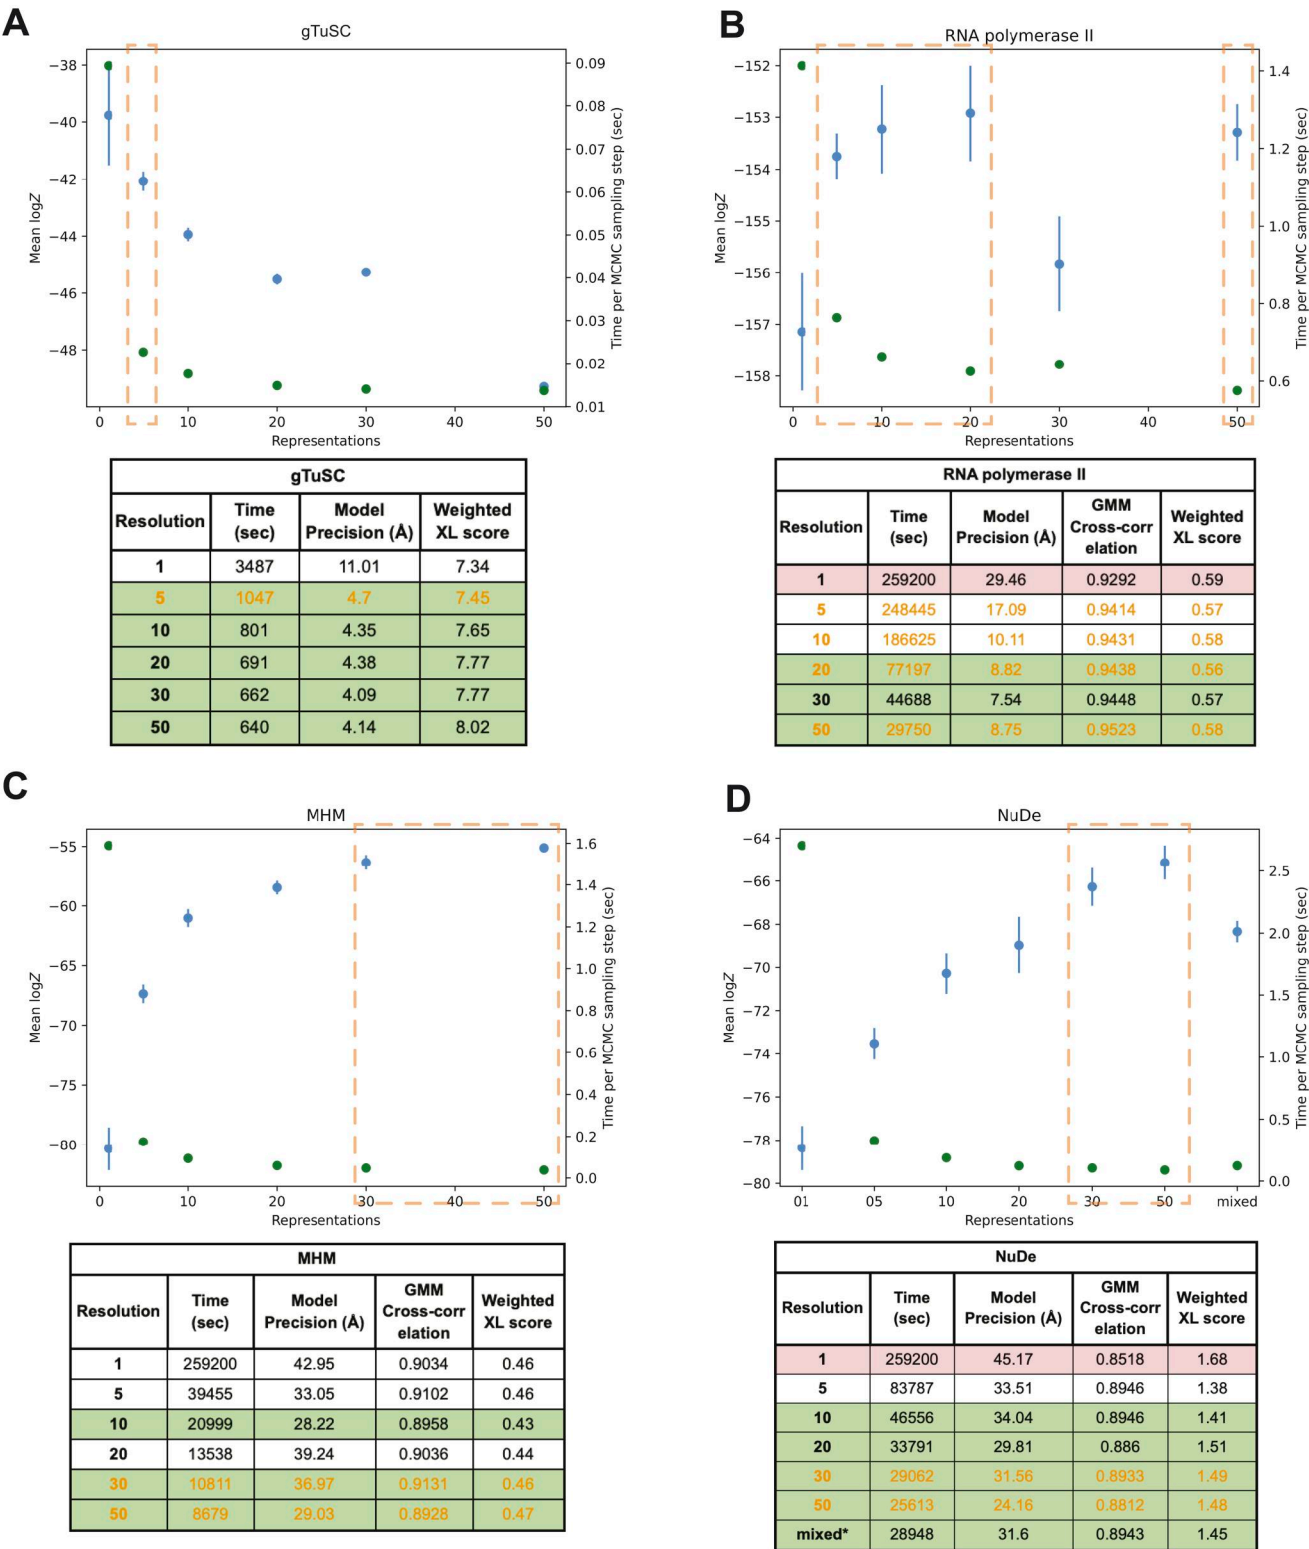 A
gTuSC
−38
−40
−42
−44
−46
−48
Mean logZ
0.09
0.08
0.07
0.06
0.05
0.04
0.03
0.02
0.01
Time per MCMC sampling step (sec)
0 10 20 30 40 50
Representations
gTuSC
Resolution Time (sec) Model Precision (Å) Weighted XL score
1 3487 11.01 7.34
5 1047 4.7 7.45
10 801 4.35 7.65
20 691 4.38 7.77
30 662 4.09 7.77
50 640 4.14 8.02
B
RNA polymerase II
−152
−153
−154
−155
−156
−157
−158
Mean logZ
1.4
1.2
1.0
0.8
0.6
Time per MCMC sampling step (sec)
0 10 20 30 40 50
Representations
RNA polymerase II
Resolution Time (sec) Model Precision (Å) GMM Cross-corr elation Weighted XL score
1 259200 29.46 0.9292 0.59
5 248445 17.09 0.9414 0.57
10 186625 10.11 0.9431 0.58
20 77197 8.82 0.9438 0.56
30 44688 7.54 0.9448 0.57
50 29750 8.75 0.9523 0.58
C
MHM
−55
−60
−65
−70
−75
−80
Mean logZ
1.6
1.4
1.2
1.0
0.8
0.6
0.4
0.2
0.0
Time per MCMC sampling step (sec)
0 10 20 30 40 50
Representations
MHM
Resolution Time (sec) Model Precision (Å) GMM Cross-corr elation Weighted XL score
1 259200 42.95 0.9034 0.46
5 39455 33.05 0.9102 0.46
10 20999 28.22 0.8958 0.43
20 13538 39.24 0.9036 0.44
30 10811 36.97 0.9131 0.46
50 8679 29.03 0.8928 0.47
D
NuDe
−64
−66
−68
−70
−72
−74
−76
−78
−80
Mean logZ
2.5
2.0
1.5
1.0
0.5
0.0
Time per MCMC sampling step (sec)
01 05 10 20 30 50 mixed
Representations
NuDe
Resolution Time (sec) Model Precision (Å) GMM Cross-corr elation Weighted XL score
1 259200 45.17 0.8518 1.68
5 83787 33.51 0.8946 1.38
10 46556 34.04 0.8946 1.41
20 33791 29.81 0.886 1.51
30 29062 31.56 0.8933 1.49
50 25613 24.16 0.8812 1.48
mixed* 28948 31.6 0.8943 1.45